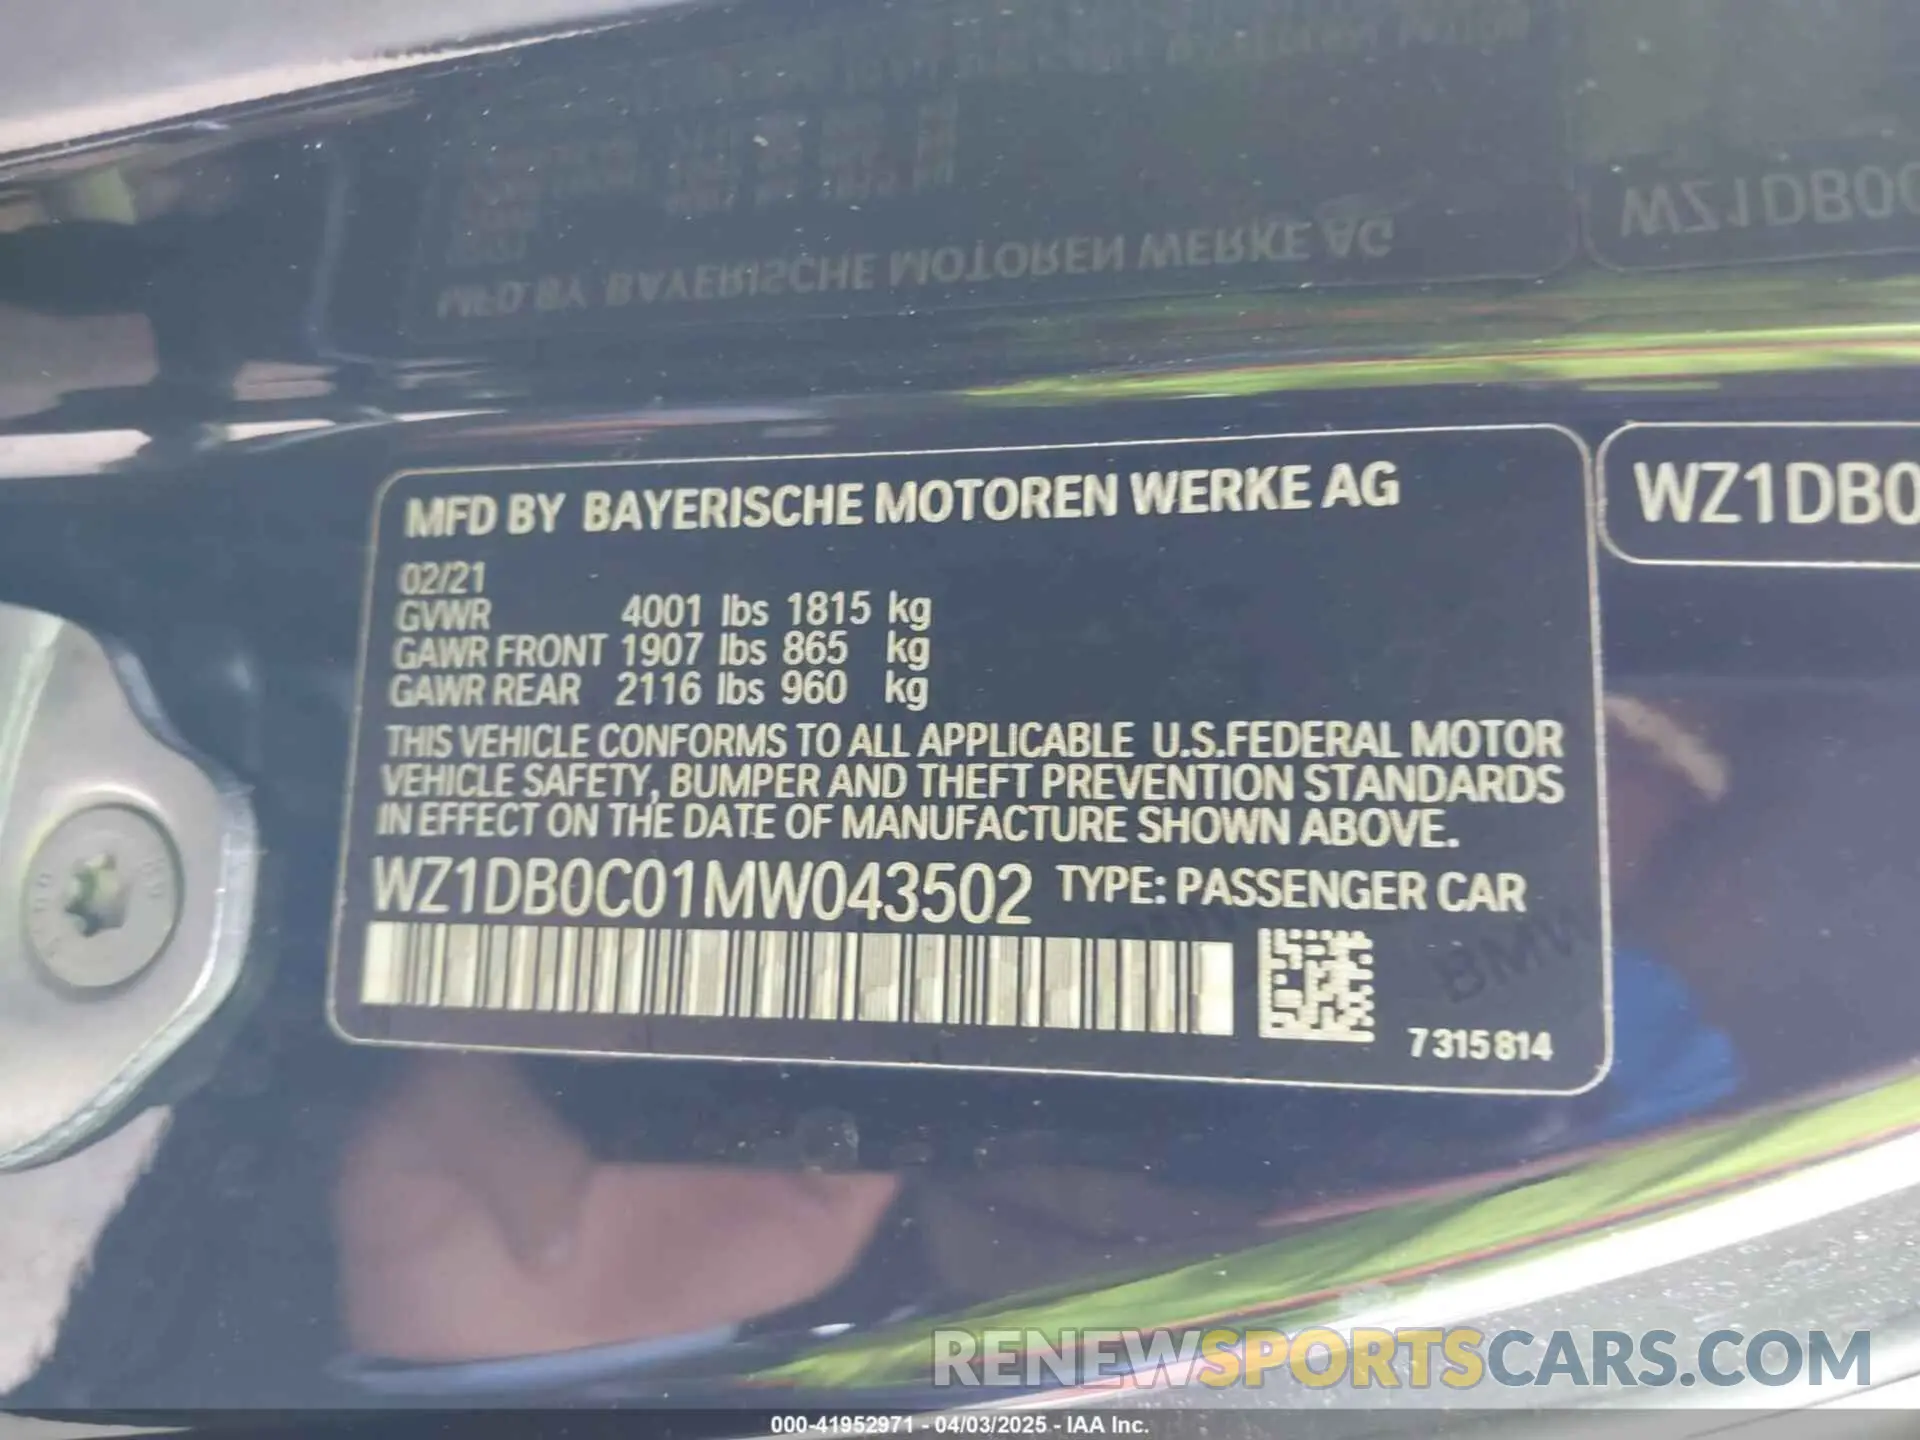 MFD BY BAYERISCHE MOTOREN WERKE AG
WZ1DB0
02/21
GVWR 4001 lbs 1815 kg
GAWR FRONT 1907 lbs 865 kg
GAWR REAR 2116 lbs 960 kg
THIS VEHICLE CONFORMS TO ALL APPLICABLE U.S.FEDERAL MOTOR
VEHICLE SAFETY, BUMPER AND THEFT PREVENTION STANDARDS
IN EFFECT ON THE DATE OF MANUFACTURE SHOWN ABOVE.
WZ1DB0C01MW043502 TYPE: PASSENGER CAR
BMW
7315814
RENEWSPORTSCARS.COM
000-41952971 - 04/03/2025 - IAA Inc.